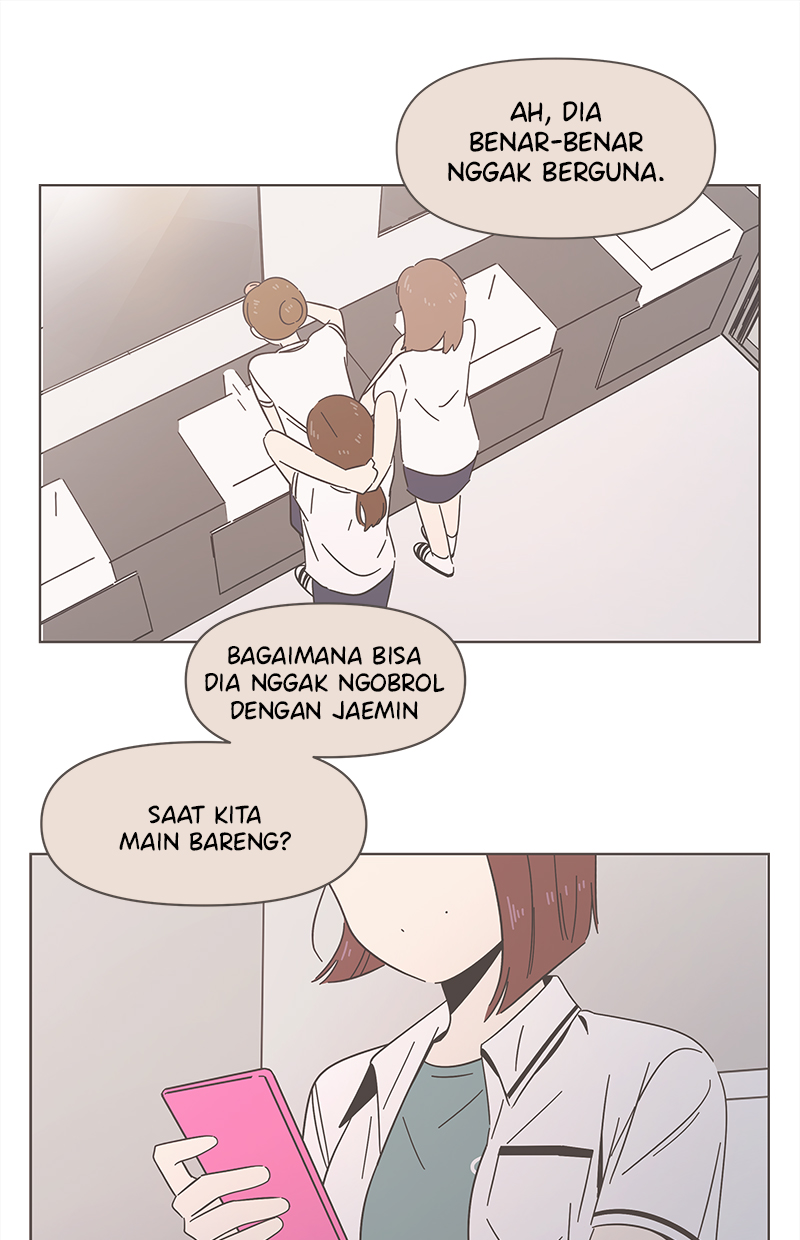 AH, DIA
BENAR-BENAR
NGGAK BERGUNA.
BAGAIMANA BISA
DIA NGGAK NGOBROL
DENGAN JAEMIN
SAAT KITA
MAIN BARENG?